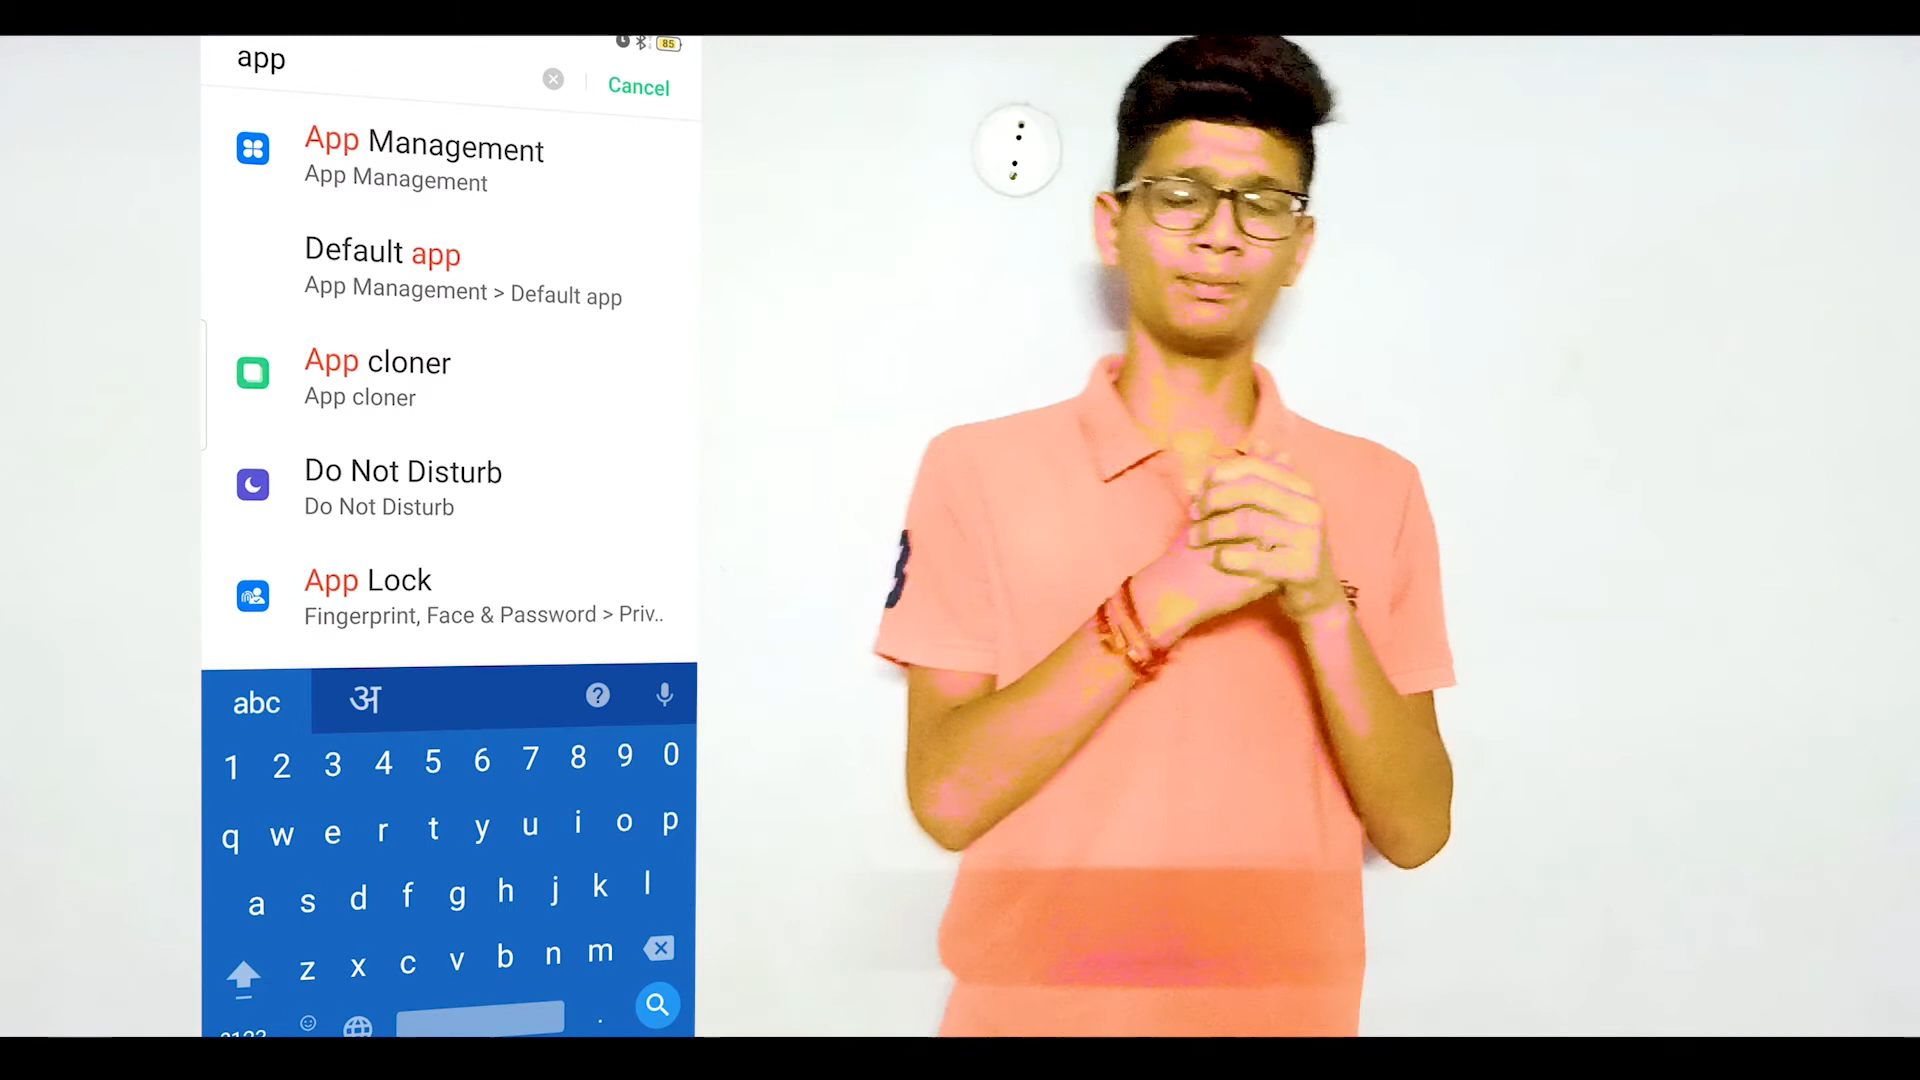 85
app
Cancel
App Management
App Management
Default app
App Management > Default app
App cloner
App cloner
Do Not Disturb
Do Not Disturb
App Lock
Fingerprint, Face & Password > Priv..
abc अ ?
1 2 3 4 5 6 7 8 9 0
q w e r t y u i o p
a s d f g h j k l
z x c v b n m
.